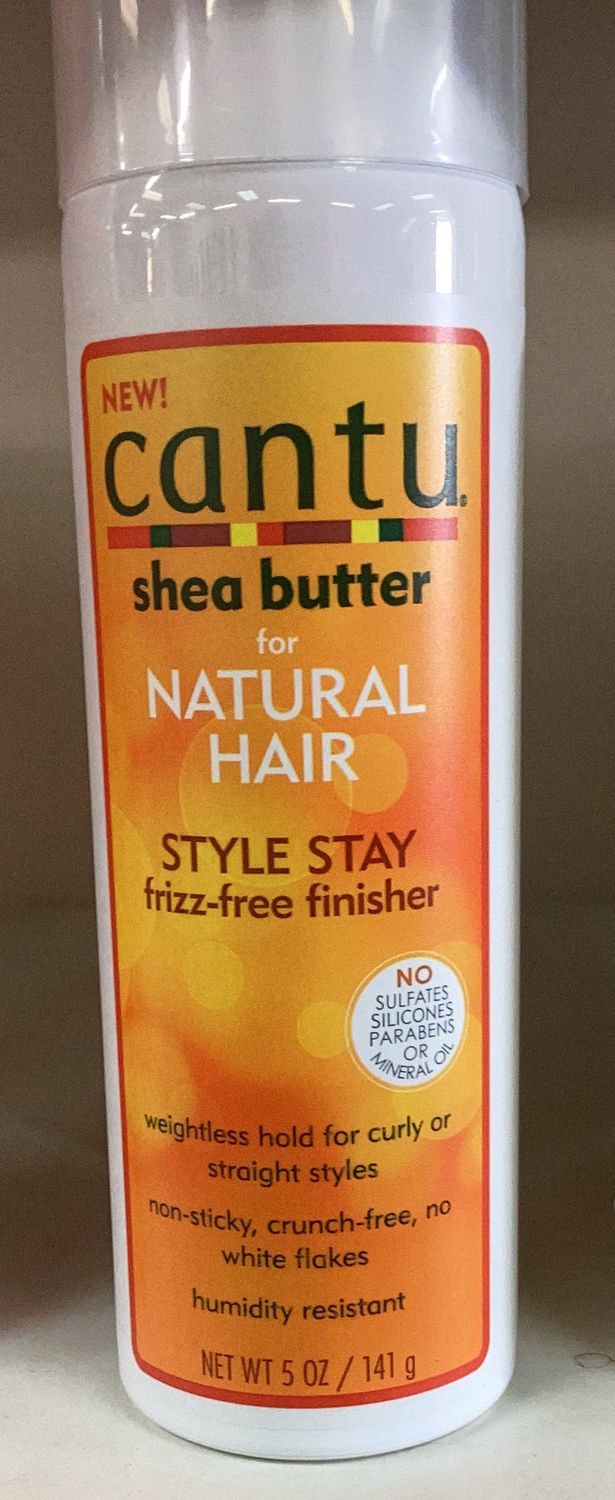 NEW!
cantu.
shea butter
for
NATURAL
HAIR
STYLE STAY
frizz-free finisher
NO
SULFATES
SILICONES
PARABENS
OR
MINERAL OIL
weightless hold for curly or
straight styles
non-sticky, crunch-free, no
white flakes
humidity resistant
NET WT 5 OZ / 141 g